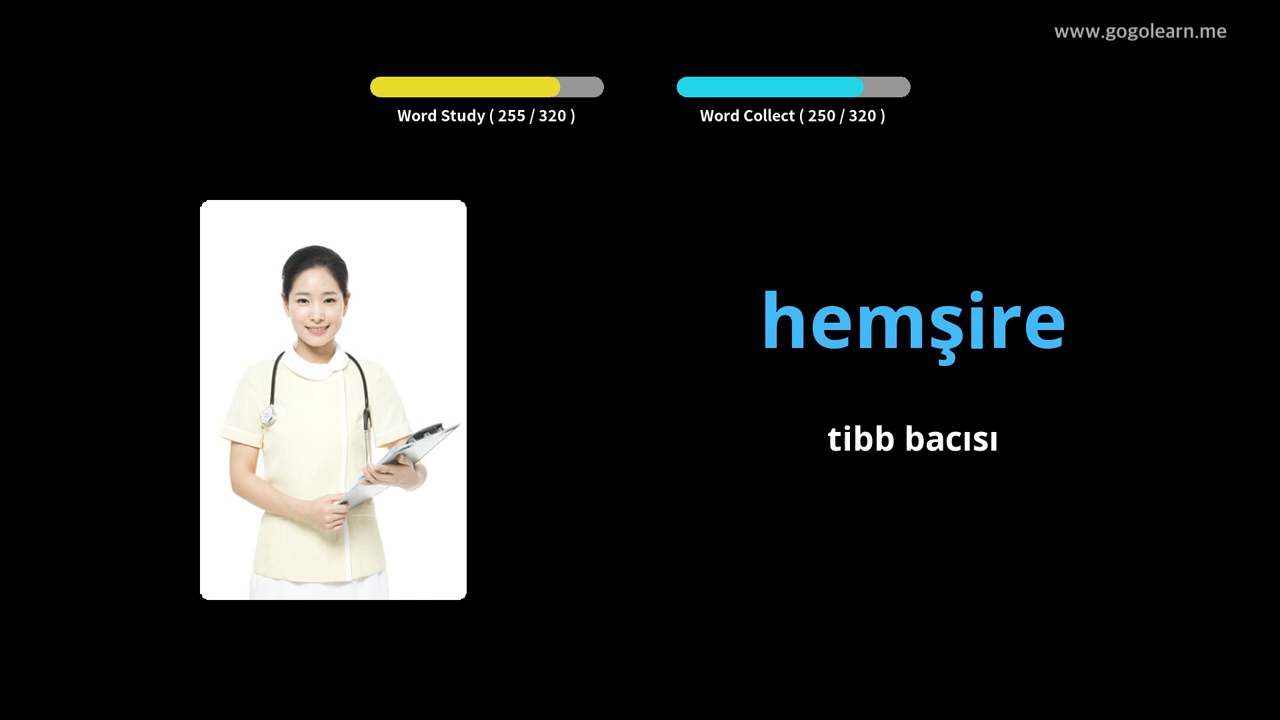 www.gogolearn.me
Word Study ( 255 / 320 )
Word Collect ( 250 / 320 )
hemşire
tibb bacısı